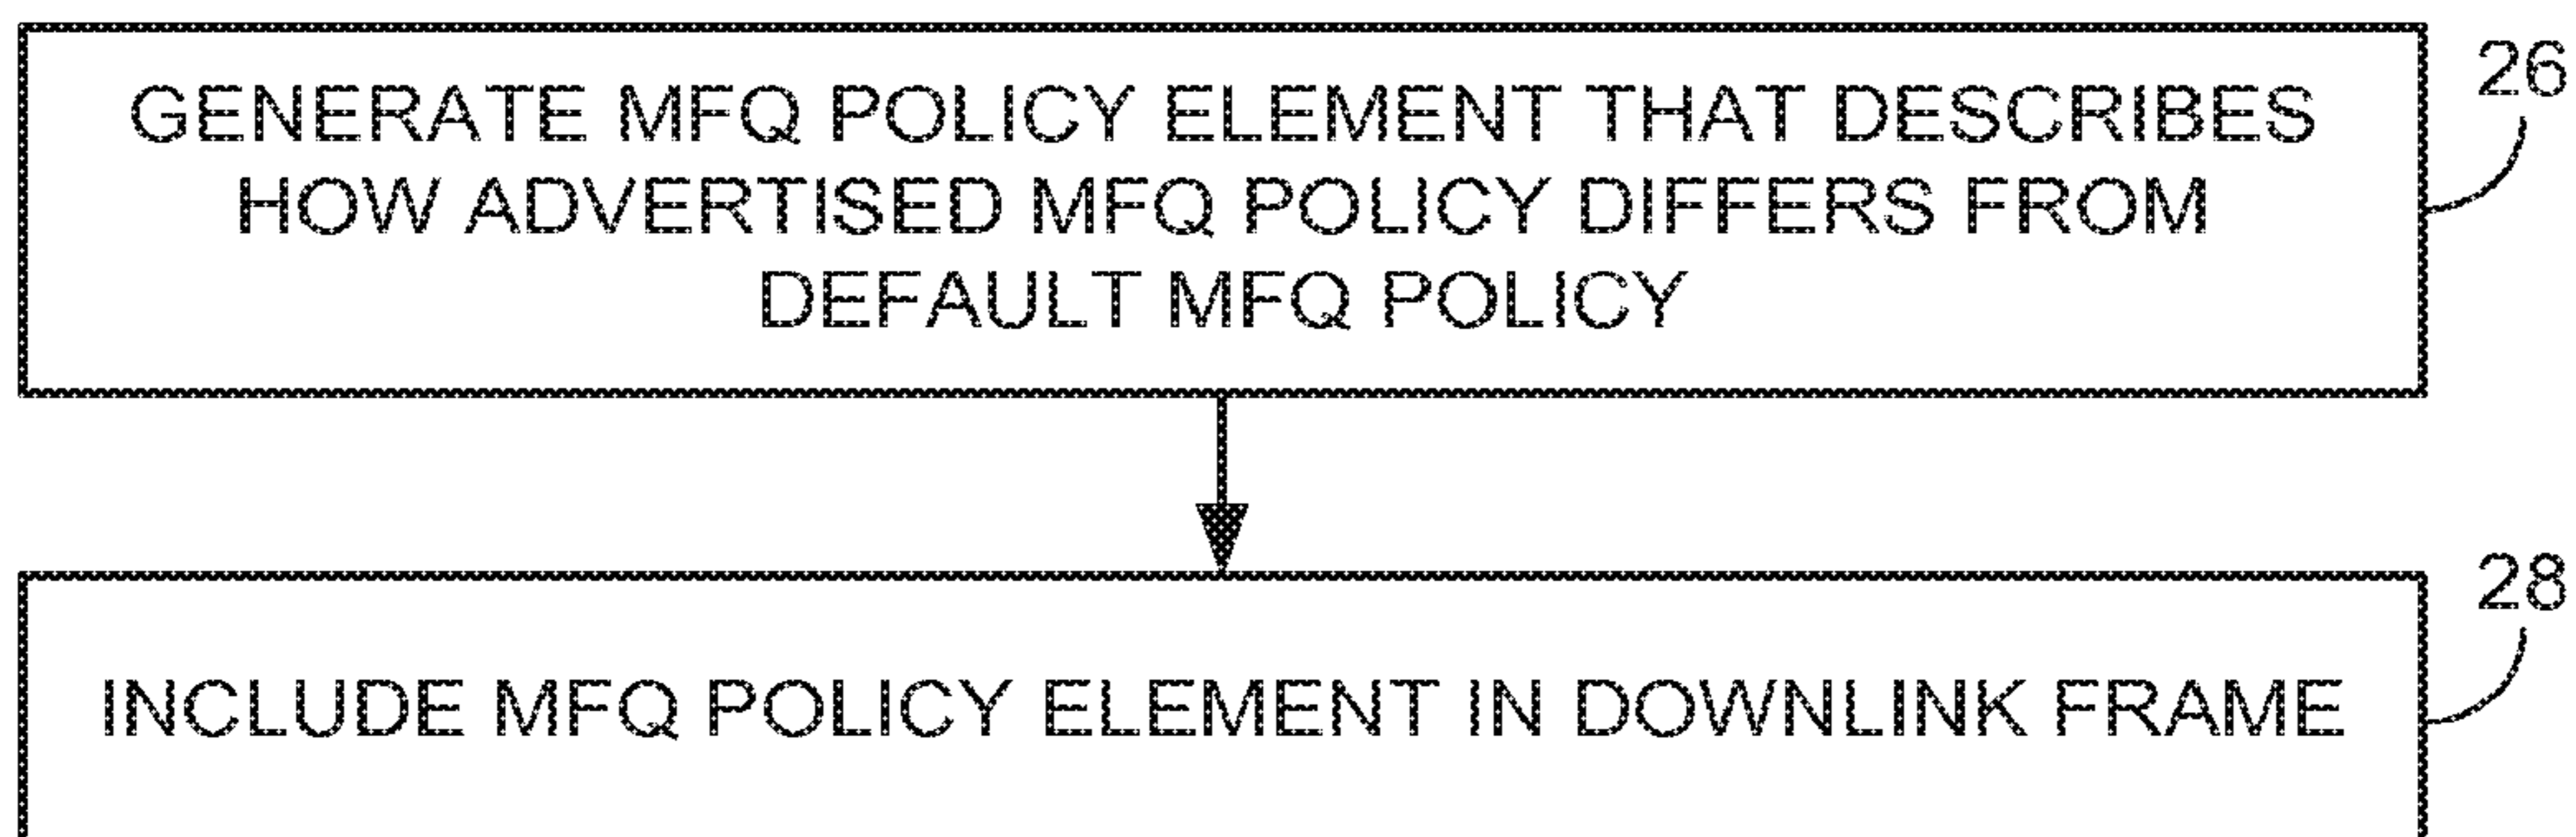 GENERATE MFQ POLICY ELEMENT THAT DESCRIBES
HOW ADVERTISED MFQ POLICY DIFFERS FROM
DEFAULT MFQ POLICY
26
INCLUDE MFQ POLICY ELEMENT IN DOWNLINK FRAME
28